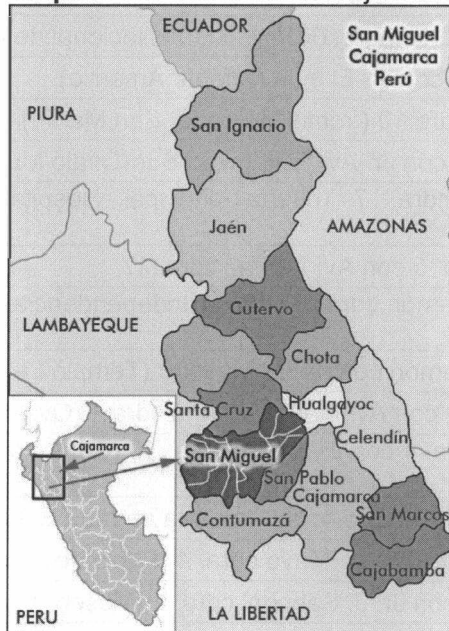 ECUADOR
San Miguel
Cajamarca
Perú
PIURA
San Ignacio
Jaén
AMAZONAS
Cutervo
LAMBAYEQUE
Chota
Santa Cruz
Hualgayoc
Celendín
Cajamarca
San Miguel
San Pablo
Cajamarca
San Marcos
Contumazá
Cajabamba
PERU
LA LIBERTAD